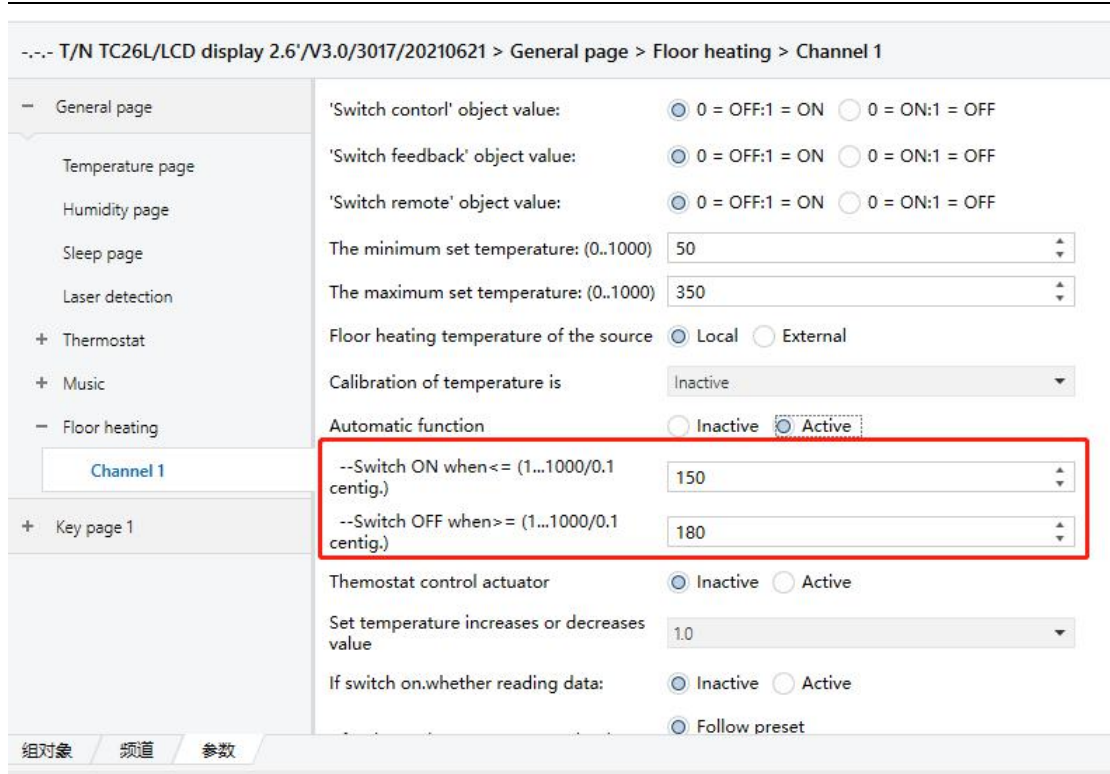 -.-.- T/N TC26L/LCD display 2.6'/V3.0/3017/20210621 > General page > Floor heating > Channel 1
General page
Temperature page
Humidity page
Sleep page
Laser detection
Thermostat
Music
Floor heating
Channel 1
Key page 1
'Switch contorl' object value: 0 = OFF:1 = ON 0 = ON:1 = OFF
'Switch feedback' object value: 0 = OFF:1 = ON 0 = ON:1 = OFF
'Switch remote' object value: 0 = OFF:1 = ON 0 = ON:1 = OFF
The minimum set temperature: (0..1000) 50
The maximum set temperature: (0..1000) 350
Floor heating temperature of the source Local External
Calibration of temperature is Inactive
Automatic function Inactive Active
--Switch ON when<= (1...1000/0.1
centig.) 150
--Switch OFF when>= (1...1000/0.1
centig.) 180
Themostat control actuator Inactive Active
Set temperature increases or decreases
value 1.0
If switch on.whether reading data: Inactive Active
Follow preset
组对象 频道 参数